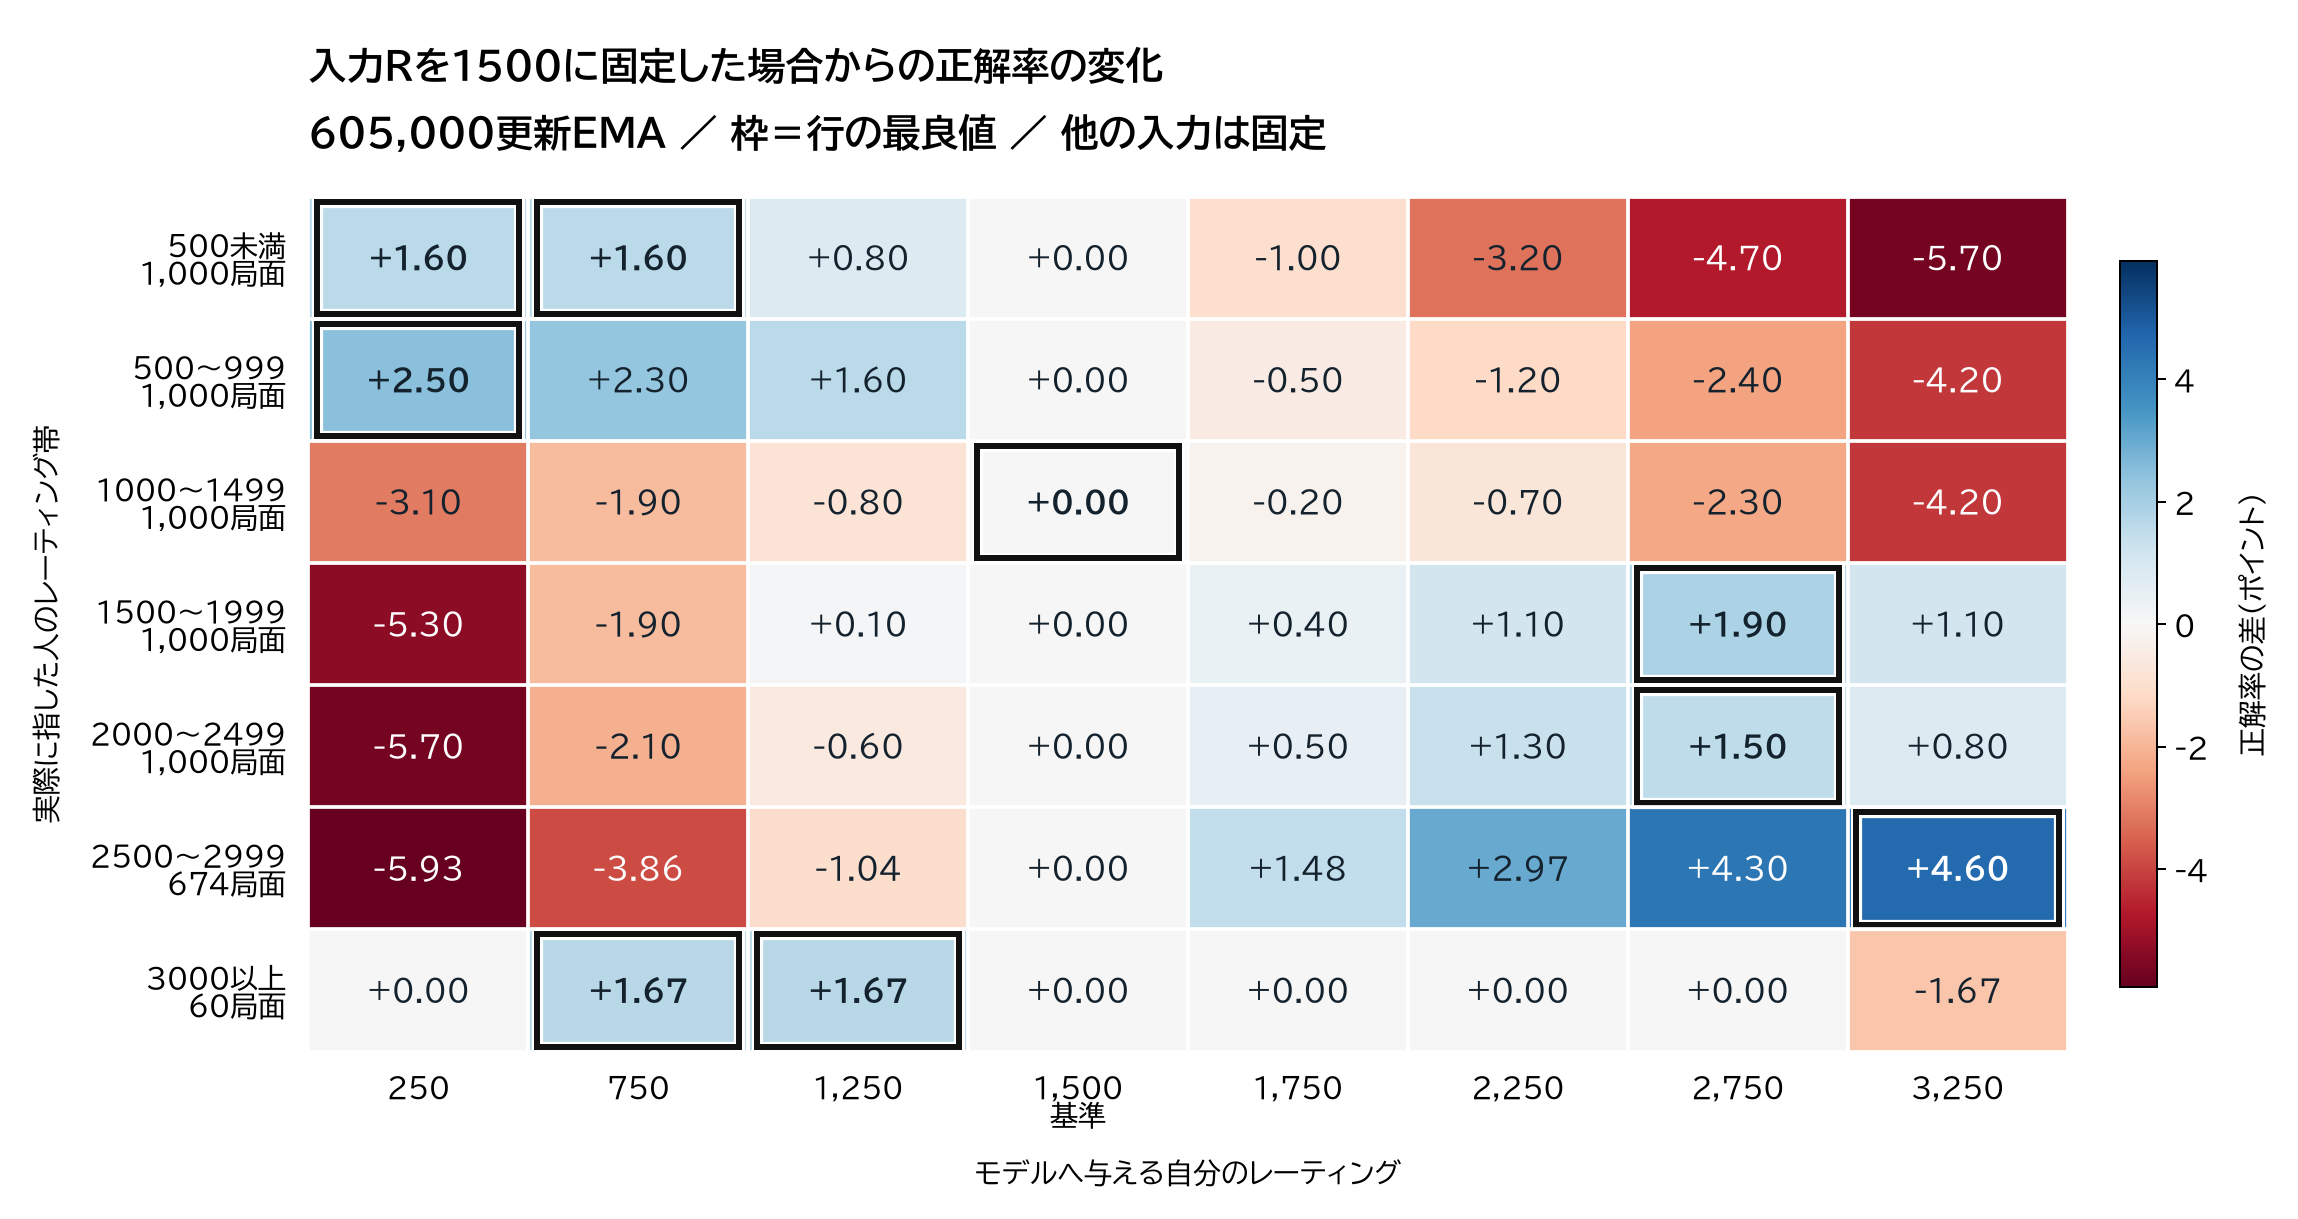 入力Rを1500に固定した場合からの正解率の変化
605,000更新EMA ／ 枠＝行の最良値 ／ 他の入力は固定
実際に指した人のレーティング帯
500未満
1,000局面
+1.60 +1.60 +0.80 +0.00 -1.00 -3.20 -4.70 -5.70
500～999
1,000局面
+2.50 +2.30 +1.60 +0.00 -0.50 -1.20 -2.40 -4.20
1000～1499
1,000局面
-3.10 -1.90 -0.80 +0.00 -0.20 -0.70 -2.30 -4.20
1500～1999
1,000局面
-5.30 -1.90 +0.10 +0.00 +0.40 +1.10 +1.90 +1.10
2000～2499
1,000局面
-5.70 -2.10 -0.60 +0.00 +0.50 +1.30 +1.50 +0.80
2500～2999
674局面
-5.93 -3.86 -1.04 +0.00 +1.48 +2.97 +4.30 +4.60
3000以上
60局面
+0.00 +1.67 +1.67 +0.00 +0.00 +0.00 +0.00 -1.67
250 750 1,250 1,500 1,750 2,250 2,750 3,250
基準
モデルへ与える自分のレーティング
4
2
0
-2
-4
正解率の差（ポイント）